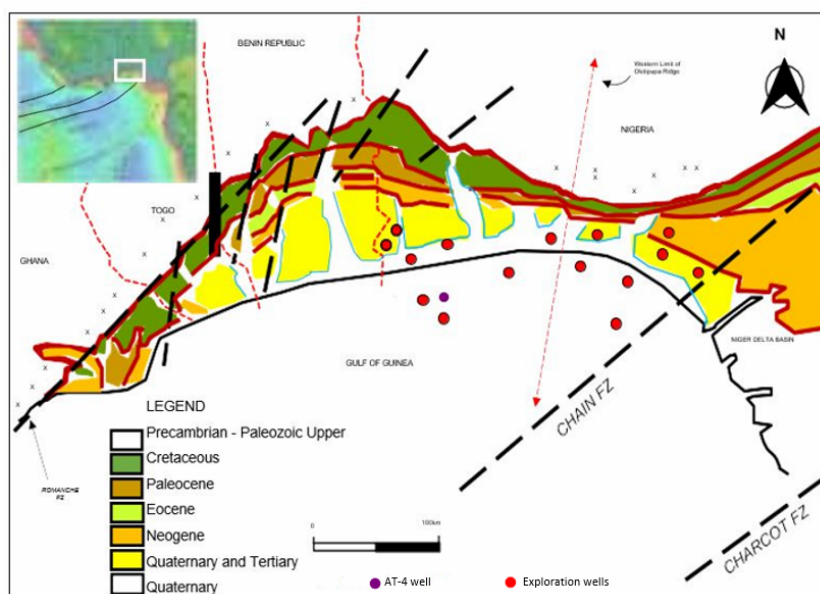 BENIN REPUBLIC
N
Western Limit of
Okitipupa Ridge
NIGERIA
TOGO
GHANA
NIGER DELTA BASIN
GULF OF GUINEA
CHAIN FZ
CHARCOT FZ
ROMANCHE
FZ
LEGEND
Precambrian - Paleozoic Upper
Cretaceous
Paleocene
Eocene
Neogene
Quaternary and Tertiary
Quaternary
0
100km
AT-4 well
Exploration wells